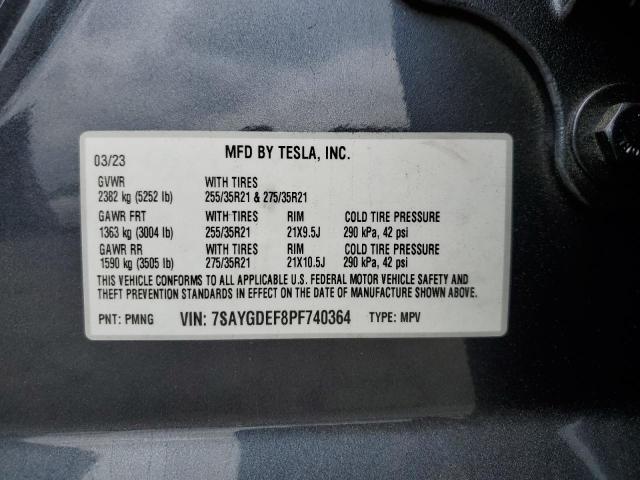 MFD BY TESLA, INC.
03/23
GVWR WITH TIRES
2382 kg (5252 lb) 255/35R21 & 275/35R21
GAWR FRT WITH TIRES RIM COLD TIRE PRESSURE
1363 kg (3004 lb) 255/35R21 21X9.5J 290 kPa, 42 psi
GAWR RR WITH TIRES RIM COLD TIRE PRESSURE
1590 kg (3505 lb) 275/35R21 21X10.5J 290 kPa, 42 psi
THIS VEHICLE CONFORMS TO ALL APPLICABLE U.S. FEDERAL MOTOR VEHICLE SAFETY AND
THEFT PREVENTION STANDARDS IN EFFECT ON THE DATE OF MANUFACTURE SHOWN ABOVE.
PNT: PMNG VIN: 7SAYGDEF8PF740364 TYPE: MPV